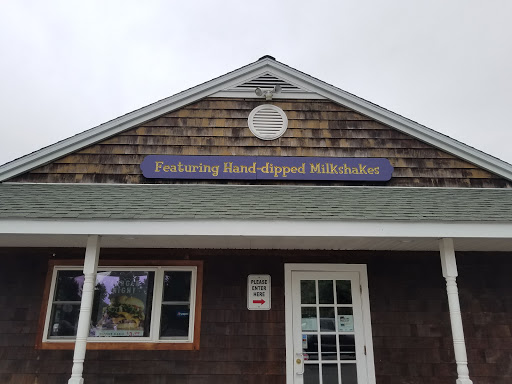 Featuring Hand-dipped Milkshakes
PLEASE
ENTER
HERE